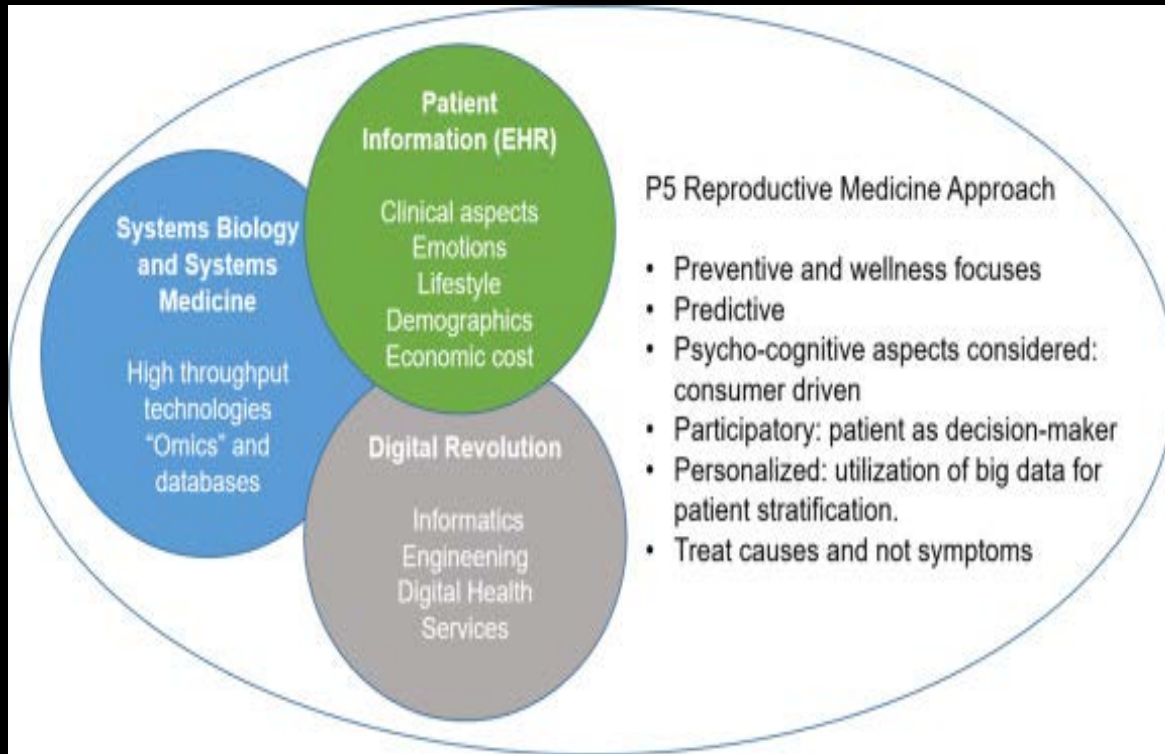 Patient
Information (EHR)
Clinical aspects
Emotions
Lifestyle
Demographics
Economic cost
Systems Biology
and Systems
Medicine
High throughput
technologies
“Omics” and
databases
Digital Revolution
Informatics
Engineering
Digital Health
Services
P5 Reproductive Medicine Approach
• Preventive and wellness focuses
• Predictive
• Psycho-cognitive aspects considered:
consumer driven
• Participatory: patient as decision-maker
• Personalized: utilization of big data for
patient stratification.
• Treat causes and not symptoms